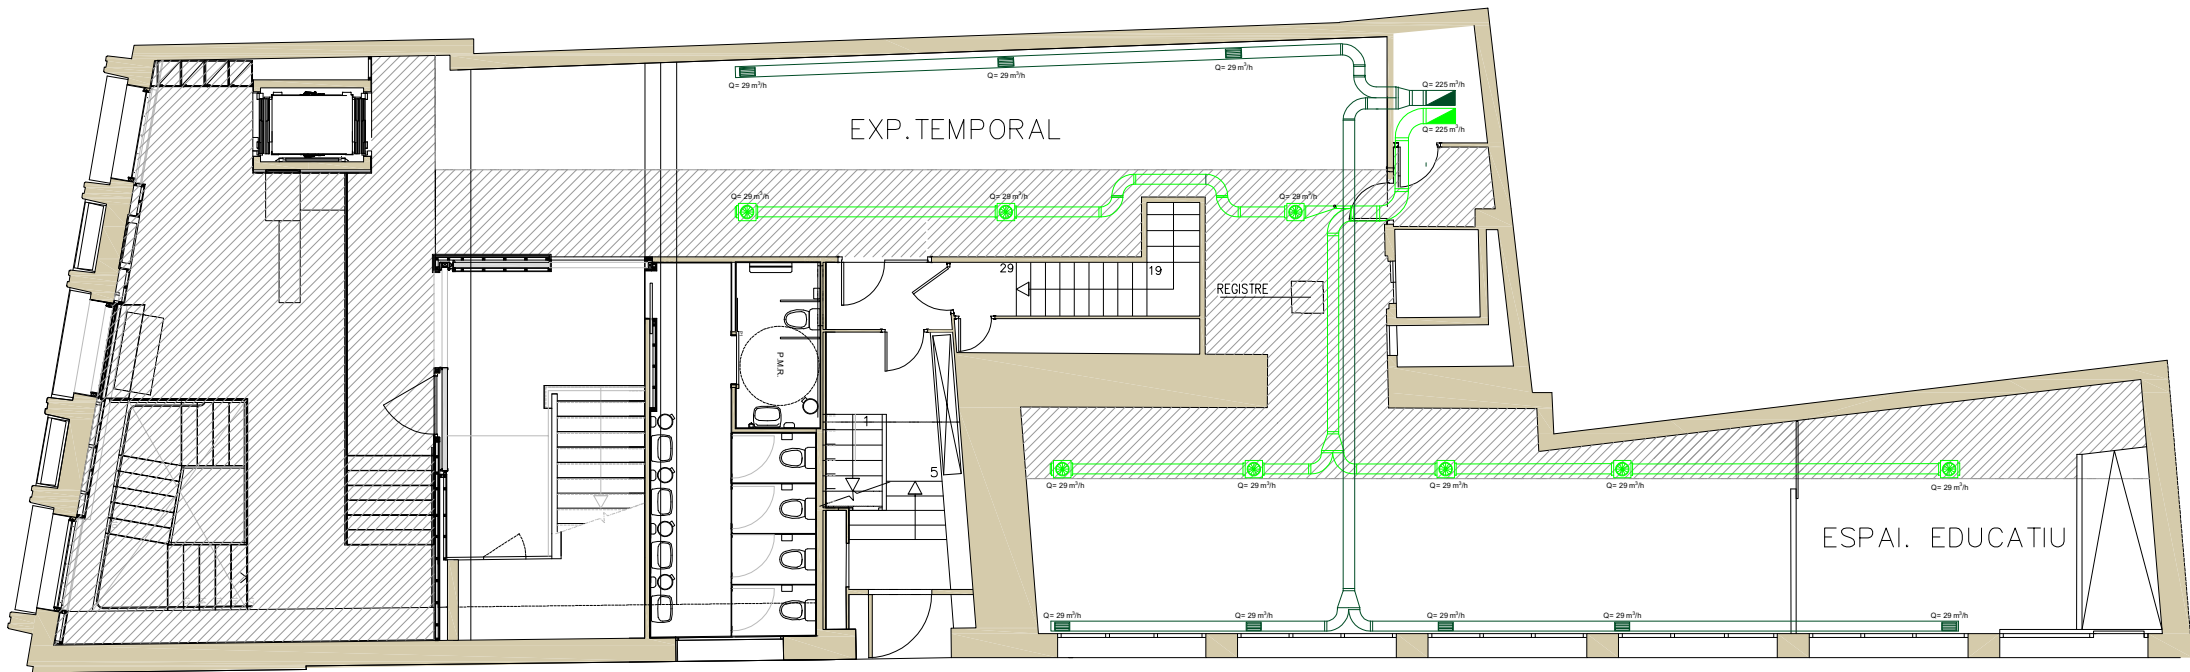 Q= 29 m³/h
Q= 29 m³/h
Q= 29 m³/h
Q= 225 m³/h
EXP.TEMPORAL
Q= 225 m³/h
Q= 29 m³/h
Q= 29 m³/h
Q= 29 m³/h
29
19
REGISTRE
P.M.R.
1
5
Q= 29 m³/h
Q= 29 m³/h
Q= 29 m³/h
Q= 29 m³/h
Q= 29 m³/h
ESPAI. EDUCATIU
Q= 29 m³/h
Q= 29 m³/h
Q= 29 m³/h
Q= 29 m³/h
Q= 29 m³/h